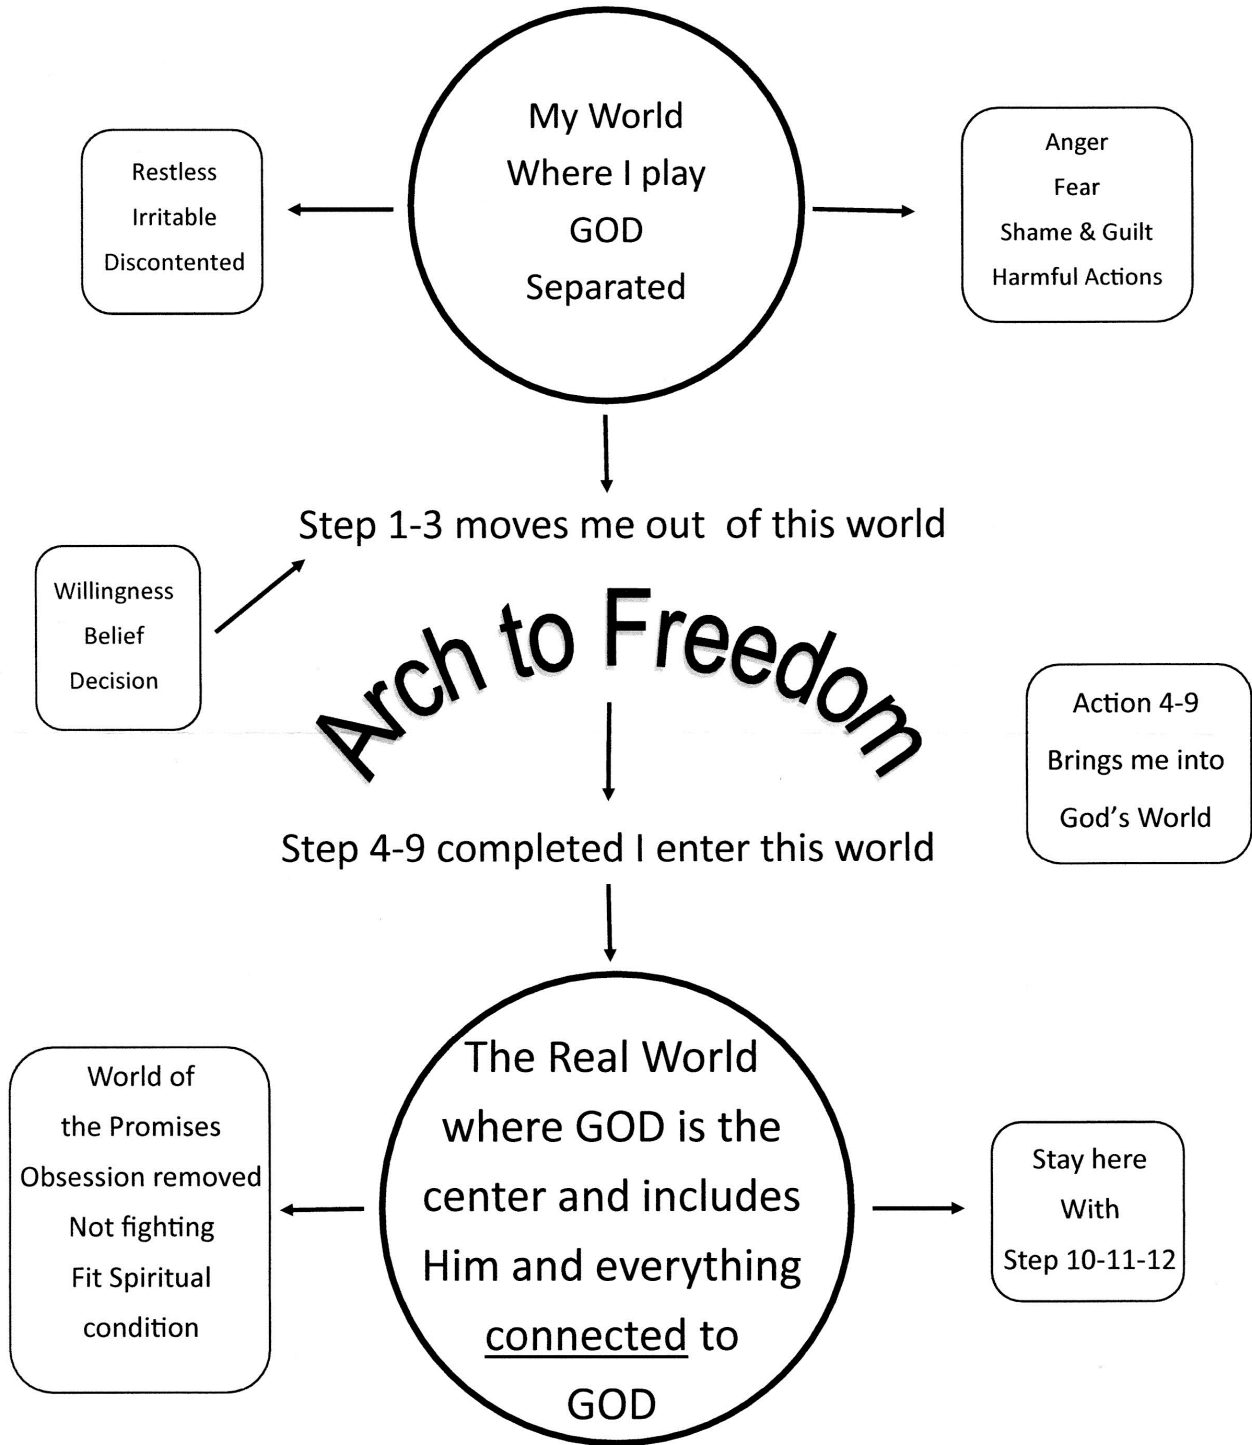 My World
Where I play
GOD
Separated
Restless
Irritable
Discontented
Anger
Fear
Shame & Guilt
Harmful Actions
Step 1-3 moves me out  of this world
Willingness
Belief
Decision
Arch to Freedom
Action 4-9
Brings me into
God's World
Step 4-9 completed I enter this world
The Real World
where GOD is the
center and includes
Him and everything
connected to
GOD
World of
the Promises
Obsession removed
Not fighting
Fit Spiritual
condition
Stay here
With
Step 10-11-12